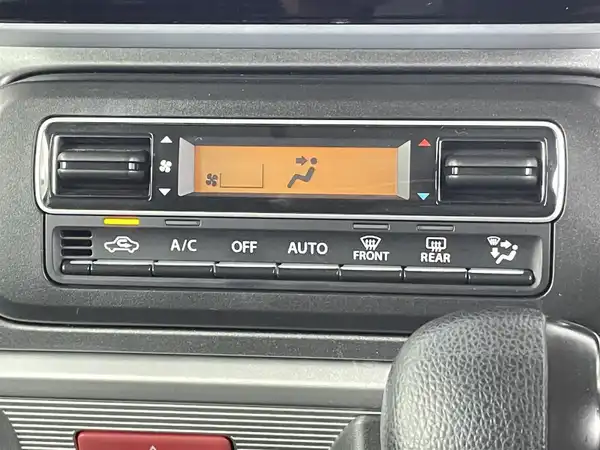 A/C
OFF
AUTO
FRONT
REAR